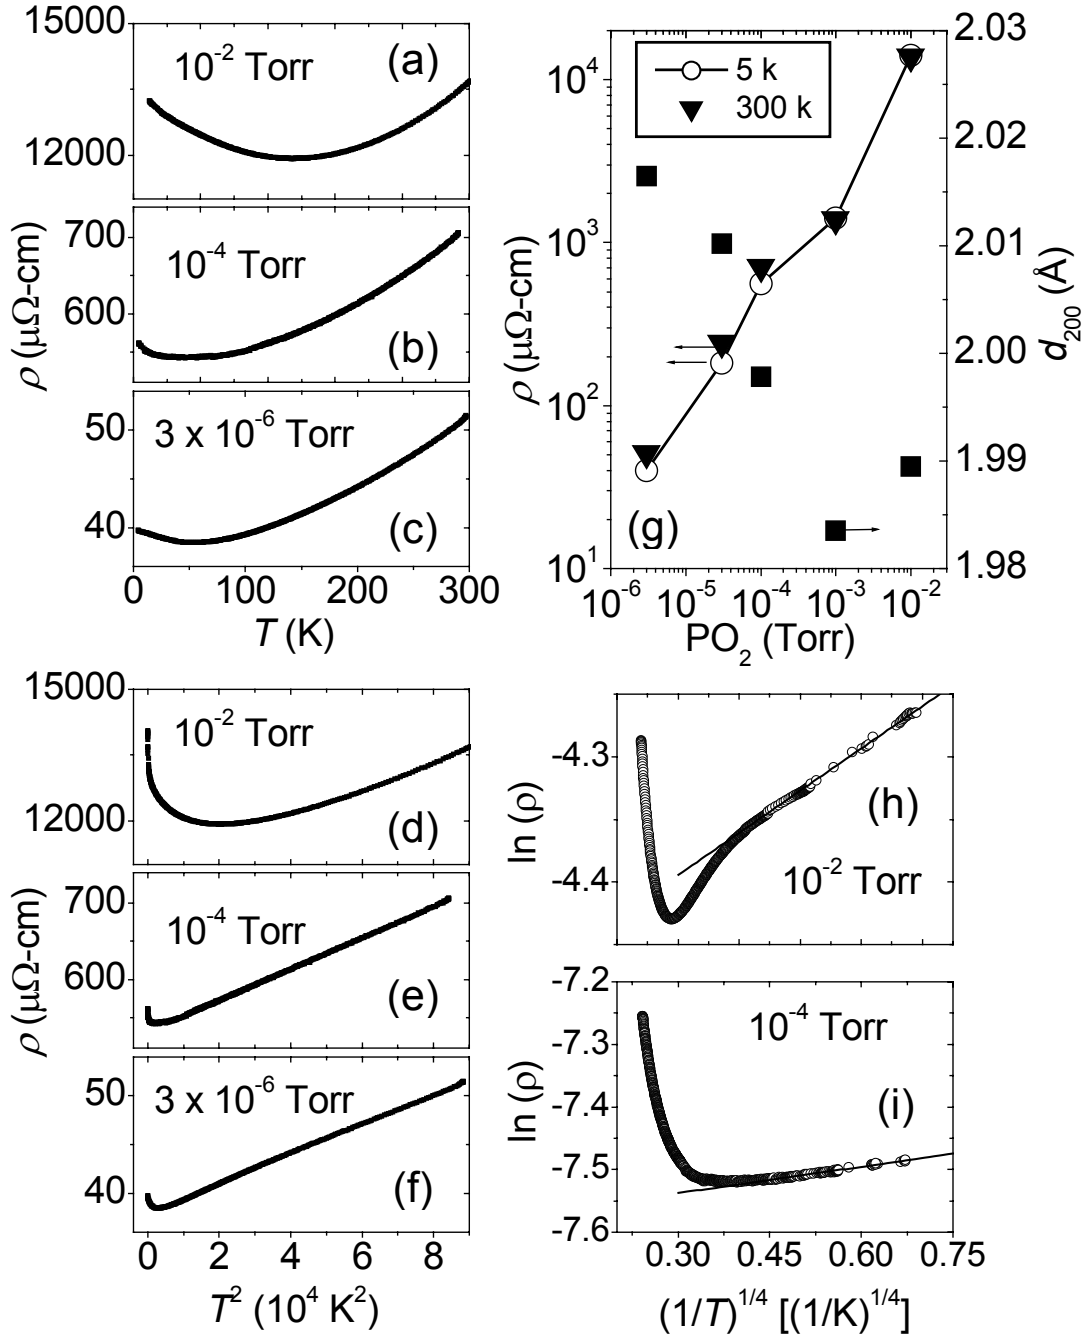 15000
10⁻² Torr
(a)
12000
700
10⁻⁴ Torr
600
(b)
ρ (μΩ-cm)
50
3 x 10⁻⁶ Torr
40
(c)
0 100 200 300
T (K)
5 k
300 k
10⁴
10³
10²
10¹
ρ (μΩ-cm)
2.03
2.02
2.01
2.00
1.99
1.98
d₂₀₀ (Å)
(g)
10⁻⁶ 10⁻⁵ 10⁻⁴ 10⁻³ 10⁻²
PO₂ (Torr)
15000
10⁻² Torr
12000
(d)
700
10⁻⁴ Torr
600
(e)
ρ (μΩ-cm)
50
3 x 10⁻⁶ Torr
40
(f)
0 2 4 6 8
T² (10⁴ K²)
-4.3
-4.4
ln (ρ)
(h)
10⁻² Torr
-7.2
-7.3
-7.4
-7.5
-7.6
ln (ρ)
10⁻⁴ Torr
(i)
0.30 0.45 0.60 0.75
(1/T)¹ᐟ⁴ [(1/K)¹ᐟ⁴]